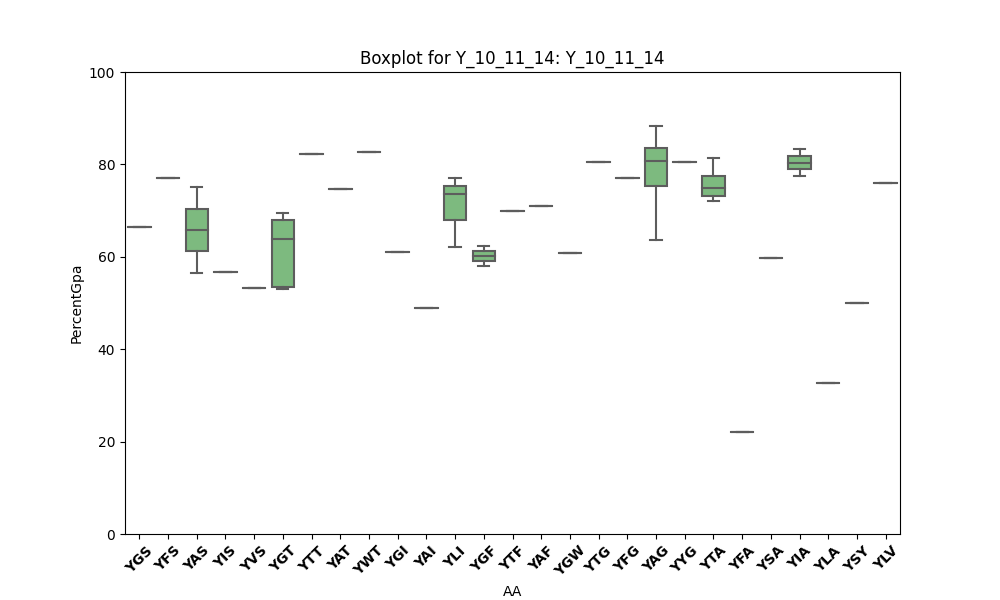 Boxplot for Y_10_11_14: Y_10_11_14
100
80
60
40
20
0
PercentGpa
YGS YFS YAS YIS YVS YGT YTT YAT YWT YGI YAI YLI YGF YTF YAF YGW YTG YFG YAG YYG YTA YFA YSA YIA YLA YSY YLV
AA